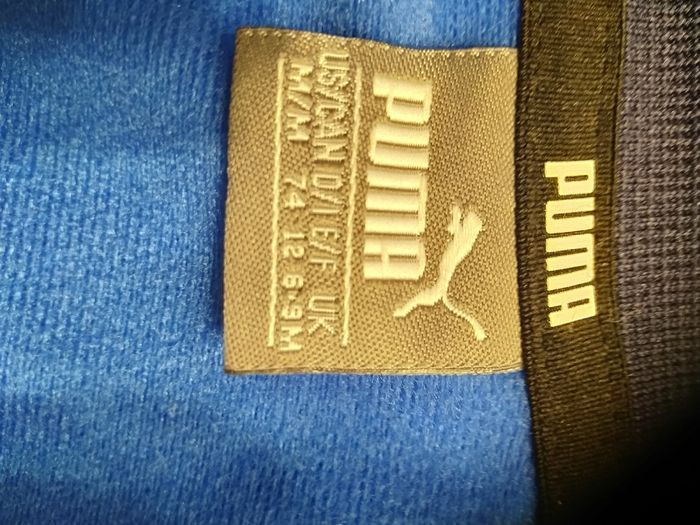 PUMA
US/CAN D/I E/F UK
M/M 74 12 6-9M
PUMA